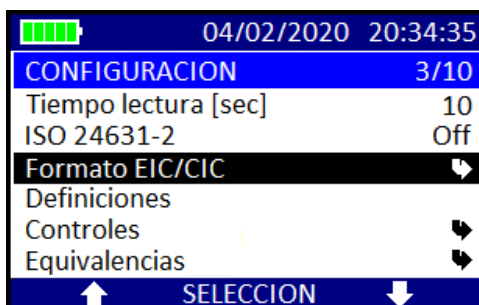 04/02/2020 20:34:35
CONFIGURACION 3/10
Tiempo lectura [sec] 10
ISO 24631-2 Off
Formato EIC/CIC
Definiciones
Controles
Equivalencias
SELECCION